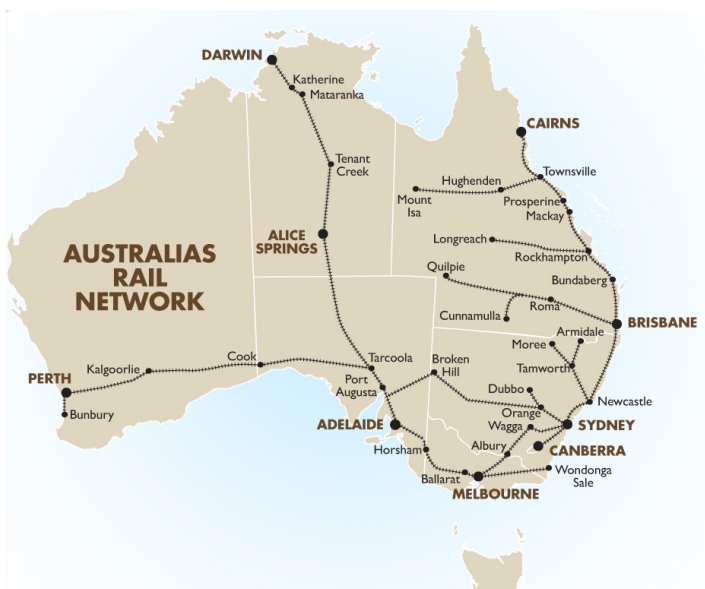 DARWIN
Katherine
Mataranka
CAIRNS
Tenant
Creek
Townsville
Hughenden
Mount
Isa
Prosperine
Mackay
ALICE
SPRINGS
Longreach
Rockhampton
AUSTRALIAS
RAIL
NETWORK
Quilpie
Bundaberg
Roma
Cunnamulla
BRISBANE
Armidale
Moree
Cook
Tarcoola
Broken
Hill
Kalgoorlie
Tamworth
PERTH
Port
Augusta
Dubbo
Newcastle
Bunbury
Orange
ADELAIDE
Wagga
SYDNEY
Horsham
Albury
CANBERRA
Ballarat
Wondonga
Sale
MELBOURNE